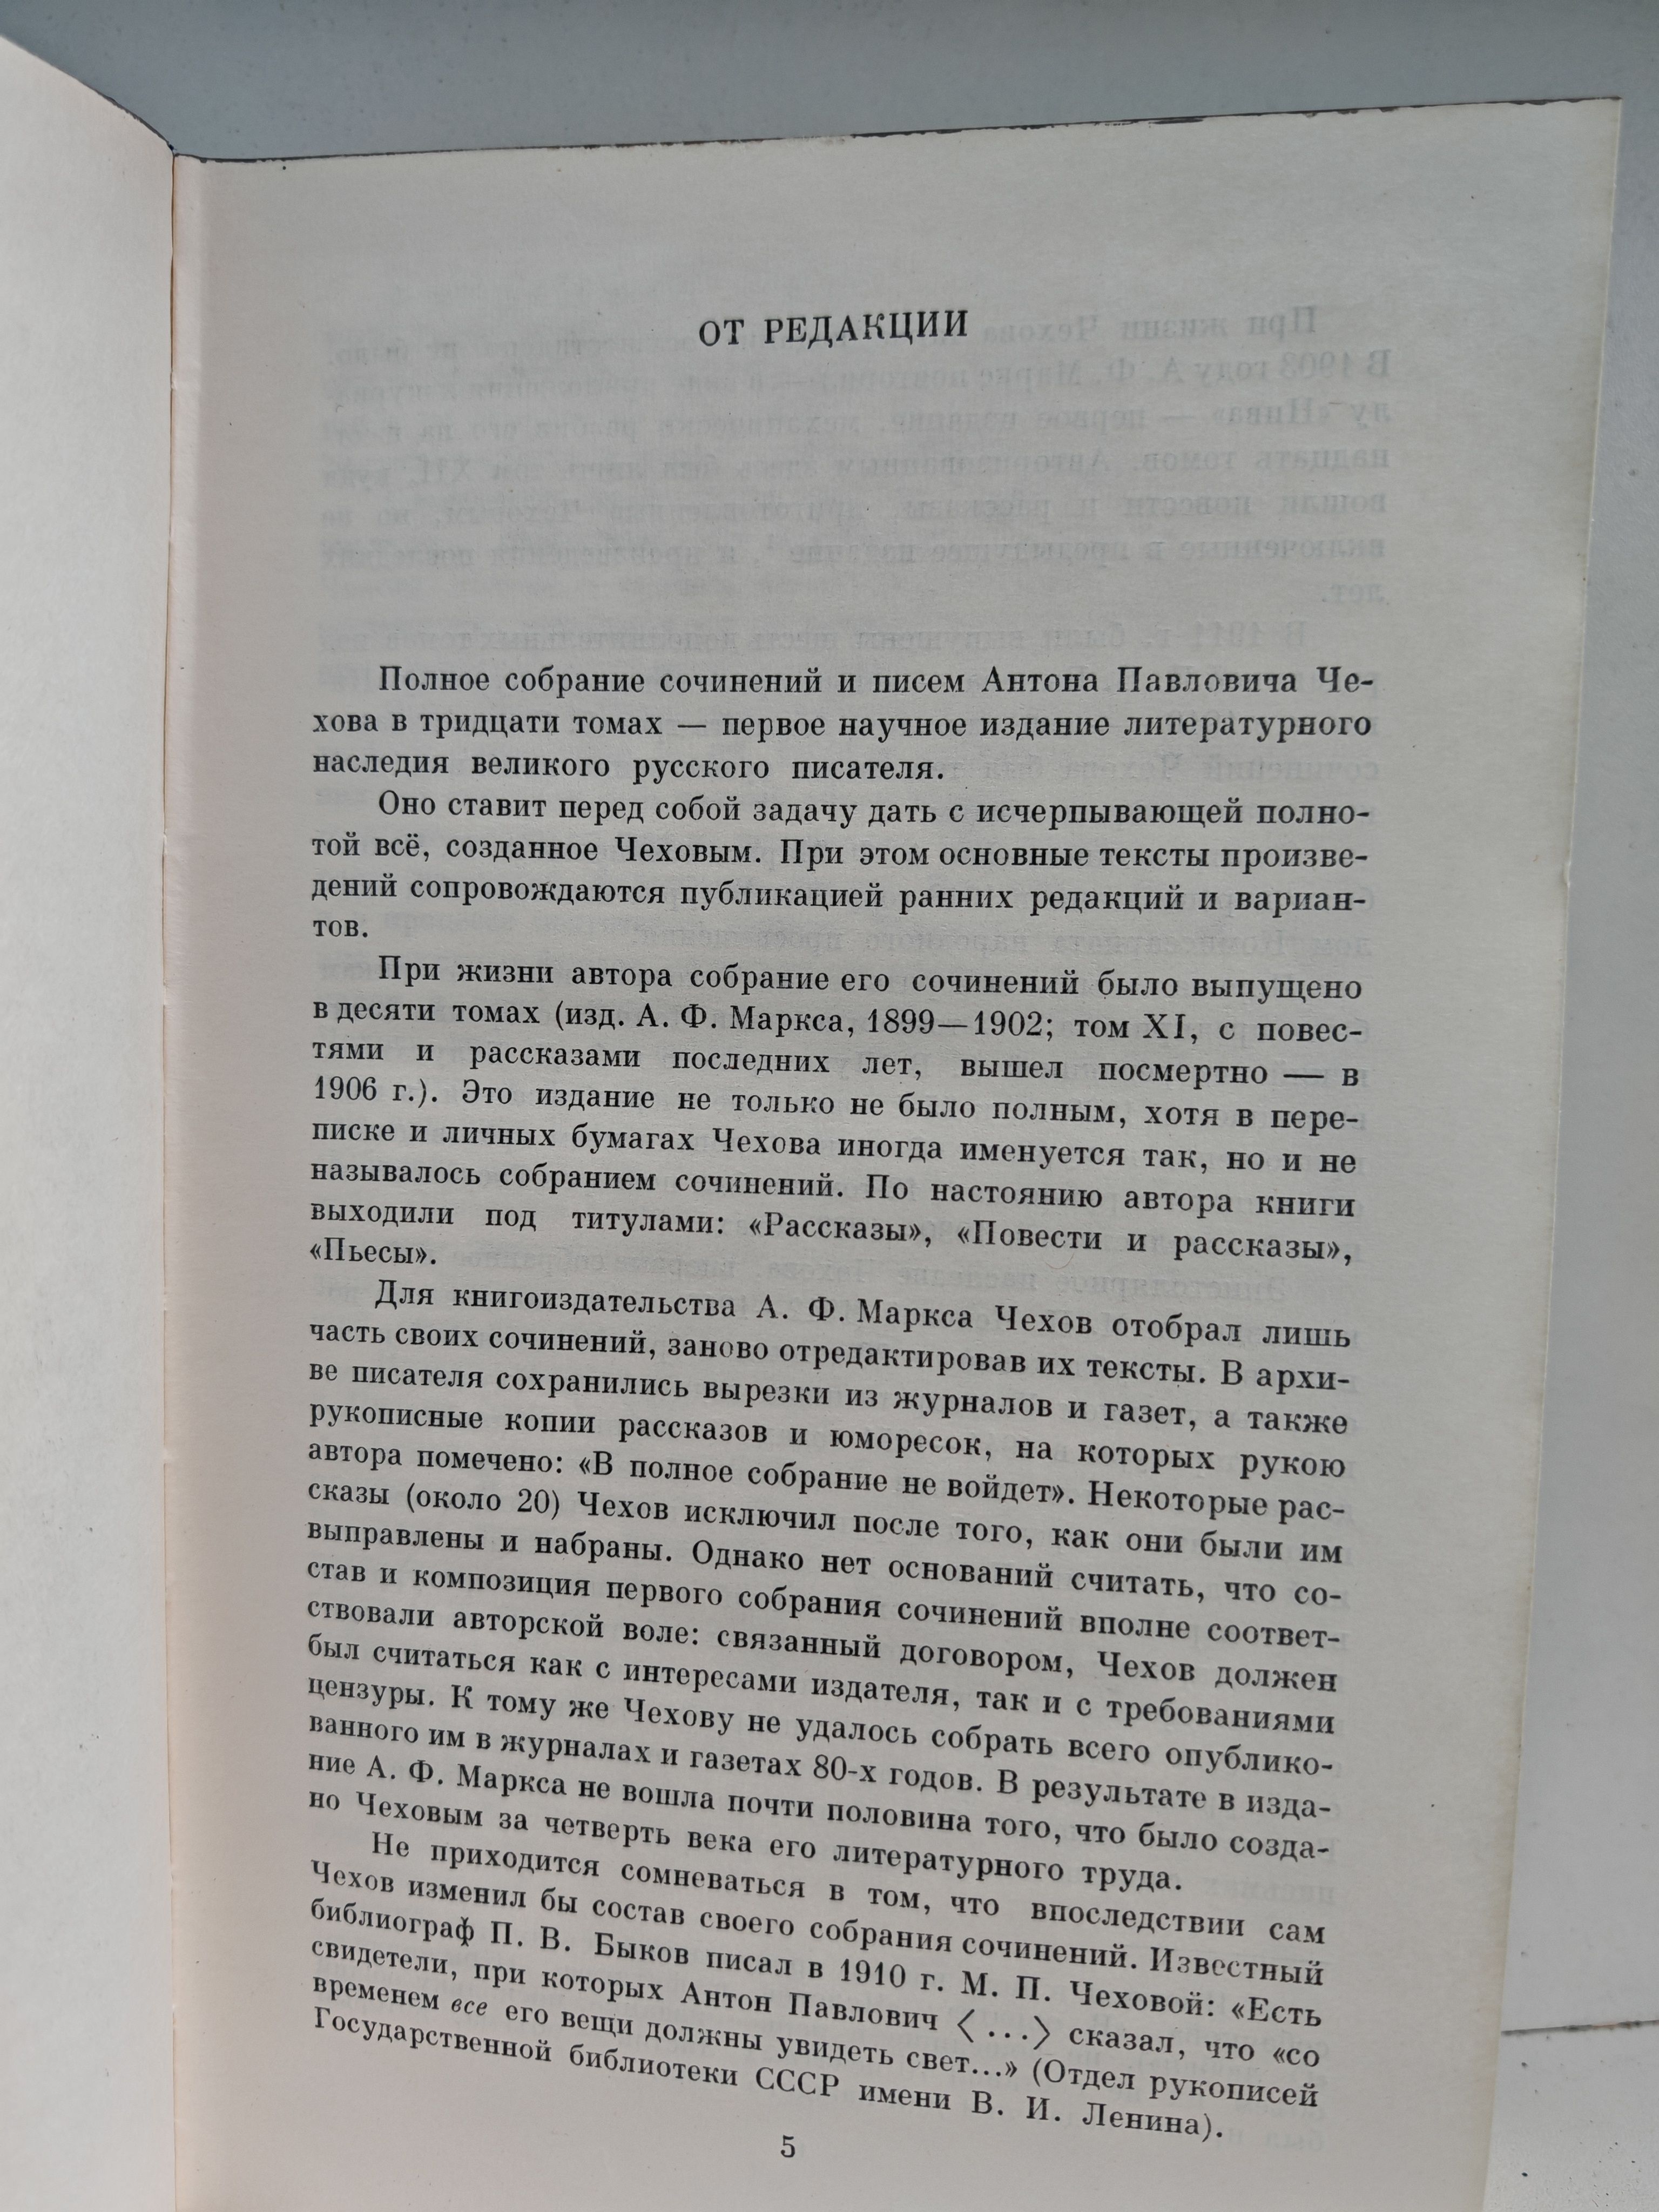 ОТ РЕДАКЦИИ
Полное собрание сочинений и писем Антона Павловича Че-
хова в тридцати томах — первое научное издание литературного
наследия великого русского писателя.
Оно ставит перед собой задачу дать с исчерпывающей полно-
той всё, созданное Чеховым. При этом основные тексты произве-
дений сопровождаются публикацией ранних редакций и вариан-
тов.
При жизни автора собрание его сочинений было выпущено
в десяти томах (изд. А. Ф. Маркса, 1899—1902; том XI, с повес-
тями и рассказами последних лет, вышел посмертно — в
1906 г.). Это издание не только не было полным, хотя в пере-
писке и личных бумагах Чехова иногда именуется так, но и не
называлось собранием сочинений. По настоянию автора книги
выходили под титулами: «Рассказы», «Повести и рассказы»,
«Пьесы».
Для книгоиздательства А. Ф. Маркса Чехов отобрал лишь
часть своих сочинений, заново отредактировав их тексты. В архи-
ве писателя сохранились вырезки из журналов и газет, а также
рукописные копии рассказов и юморесок, на которых рукою
автора помечено: «В полное собрание не войдет». Некоторые рас-
сказы (около 20) Чехов исключил после того, как они были им
выправлены и набраны. Однако нет оснований считать, что со-
став и композиция первого собрания сочинений вполне соответ-
ствовали авторской воле: связанный договором, Чехов должен
был считаться как с интересами издателя, так и с требованиями
цензуры. К тому же Чехову не удалось собрать всего опублико-
ванного им в журналах и газетах 80-х годов. В результате в изда-
ние А. Ф. Маркса не вошла почти половина того, что было созда-
но Чеховым за четверть века его литературного труда.
Не приходится сомневаться в том, что впоследствии сам
Чехов изменил бы состав своего собрания сочинений. Известный
библиограф П. В. Быков писал в 1910 г. М. П. Чеховой: «Есть
свидетели, при которых Антон Павлович ⟨...⟩ сказал, что «со
временем все его вещи должны увидеть свет...» (Отдел рукописей
Государственной библиотеки СССР имени В. И. Ленина).
5